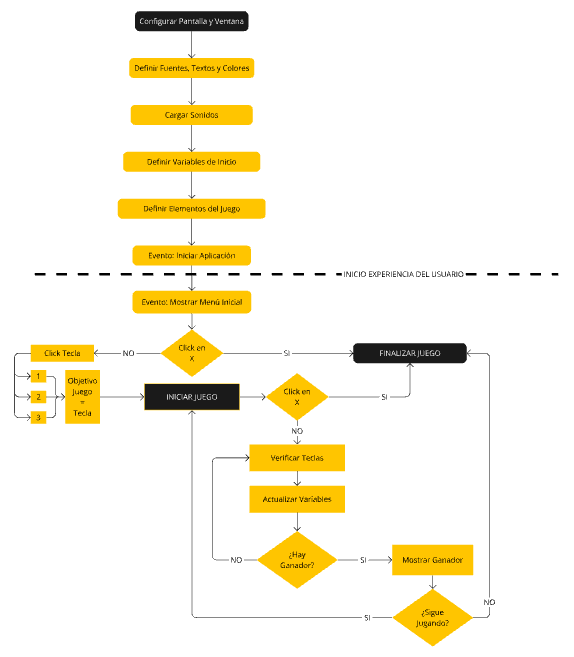 Configurar Pantalla y Ventana
Definir Fuentes, Textos y Colores
Cargar Sonidos
Definir Variables de Inicio
Definir Elementos del Juego
Evento: Iniciar Aplicación
INICIO EXPERIENCIA DEL USUARIO
Evento: Mostrar Menú Inicial
Click en
X
NO
SI
Click Tecla
FINALIZAR JUEGO
1
2
3
Objetivo
Juego
=
Tecla
INICIAR JUEGO
Click en
X
SI
NO
Verificar Teclas
Actualizar Variables
¿Hay
Ganador?
NO
SI
Mostrar Ganador
¿Sigue
Jugando?
NO
SI